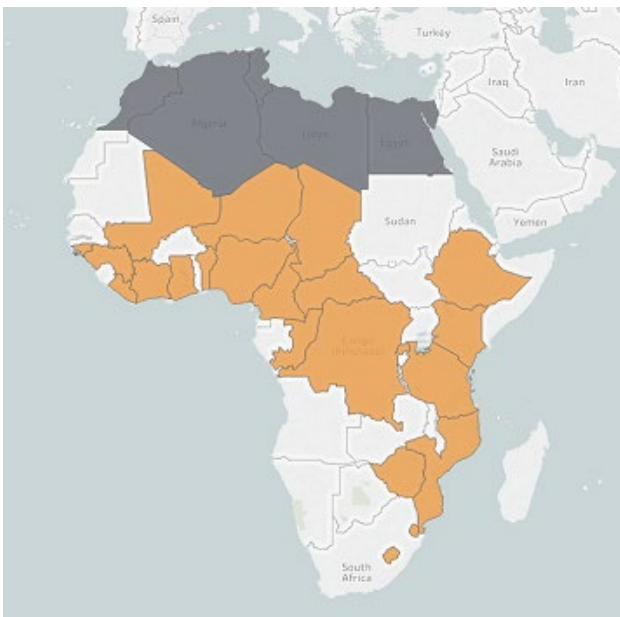 Spain
Turkey
Iraq
Iran
Algeria
Libya
Egypt
Saudi
Arabia
Sudan
Yemen
Congo
(Kinshasa)
South
Africa